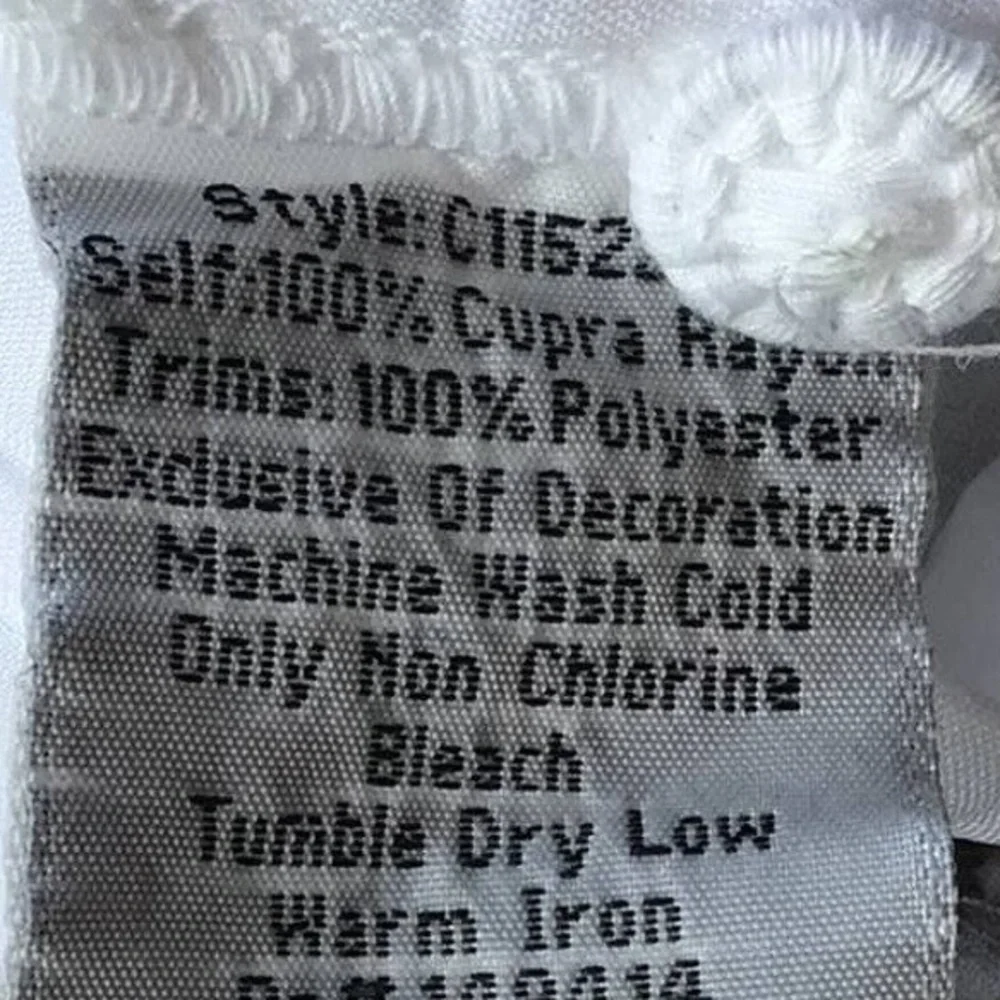 Style: C1152
Self:100% Cupra Rayon
Trims: 100% Polyester
Exclusive Of Decoration
Machine Wash Cold
Only Non Chlorine
Bleach
Tumble Dry Low
Warm Iron